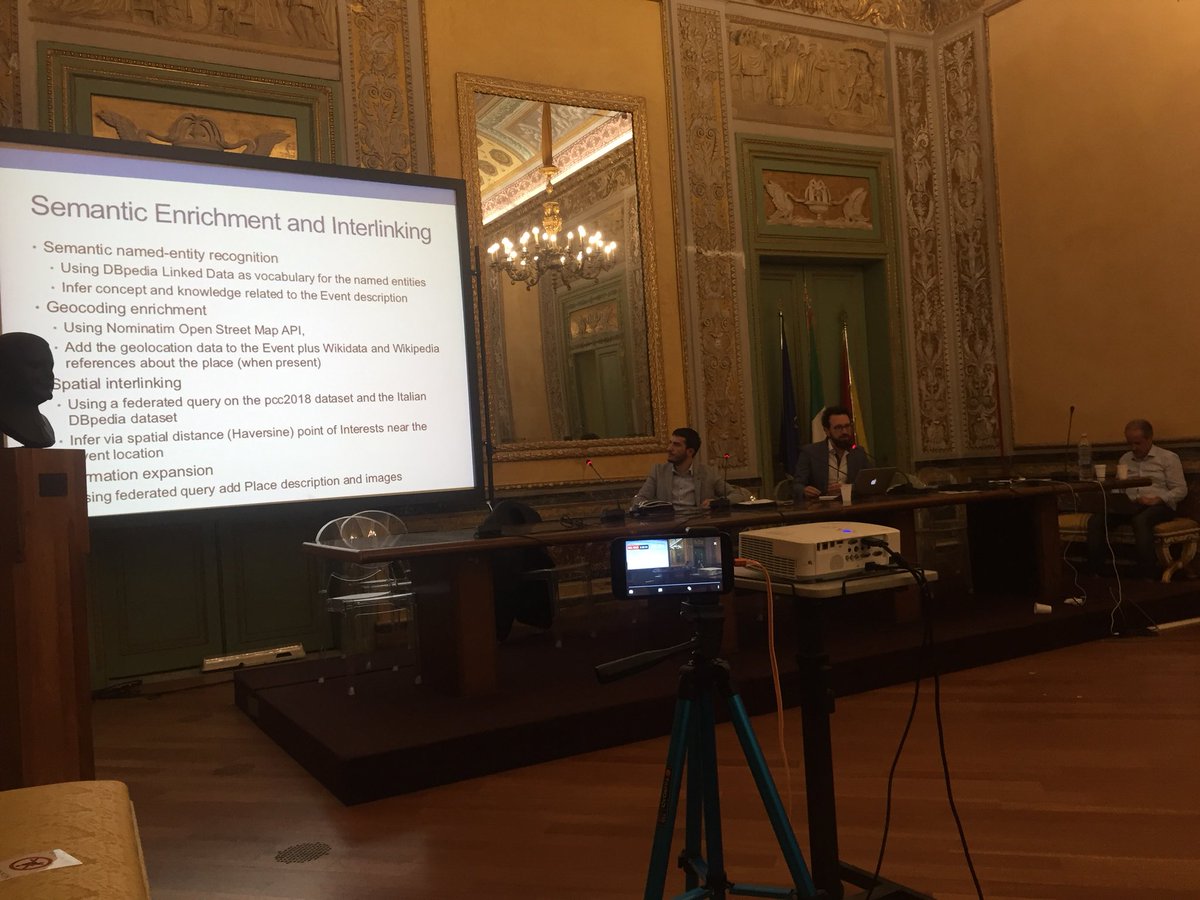 Semantic Enrichment and Interlinking
• Semantic named-entity recognition
• Using DBpedia Linked Data as vocabulary for the named entities
• Infer concept and knowledge related to the Event description
• Geocoding enrichment
• Using Nominatim Open Street Map API,
• Add the geolocation data to the Event plus Wikidata and Wikipedia
references about the place (when present)
Spatial interlinking
• Using a federated query on the pcc2018 dataset and the Italian
DBpedia dataset
• Infer via spatial distance (Haversine) point of Interests near the
vent location
rmation expansion
sing federated query add Place description and images